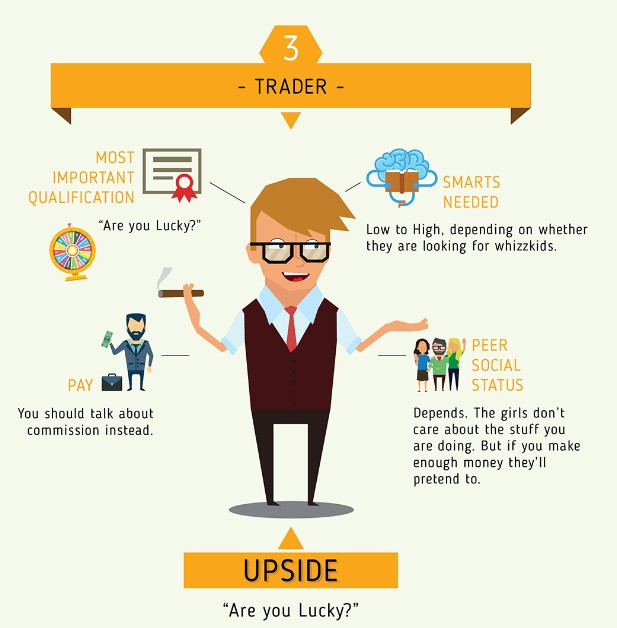 3
- TRADER -
MOST
IMPORTANT
QUALIFICATION
“Are you Lucky?”
SMARTS
NEEDED
Low to High, depending on whether
they are looking for whizzkids.
PAY
You should talk about
commission instead.
PEER
SOCIAL
STATUS
Depends. The girls don't
care about the stuff you
are doing. But if you make
enough money they'll
pretend to.
UPSIDE
“Are you Lucky?”